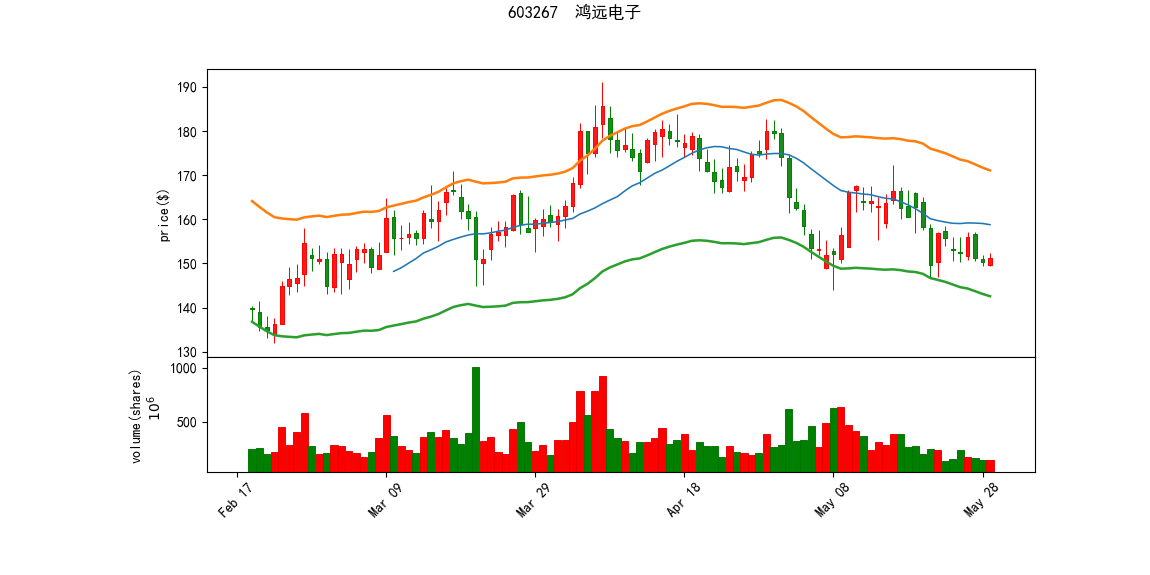 603267 鸿远电子
190
180
170
160
150
140
130
price($)
1000
500
volume(shares)
10^6
Feb 17
Mar 09
Mar 29
Apr 18
May 08
May 28